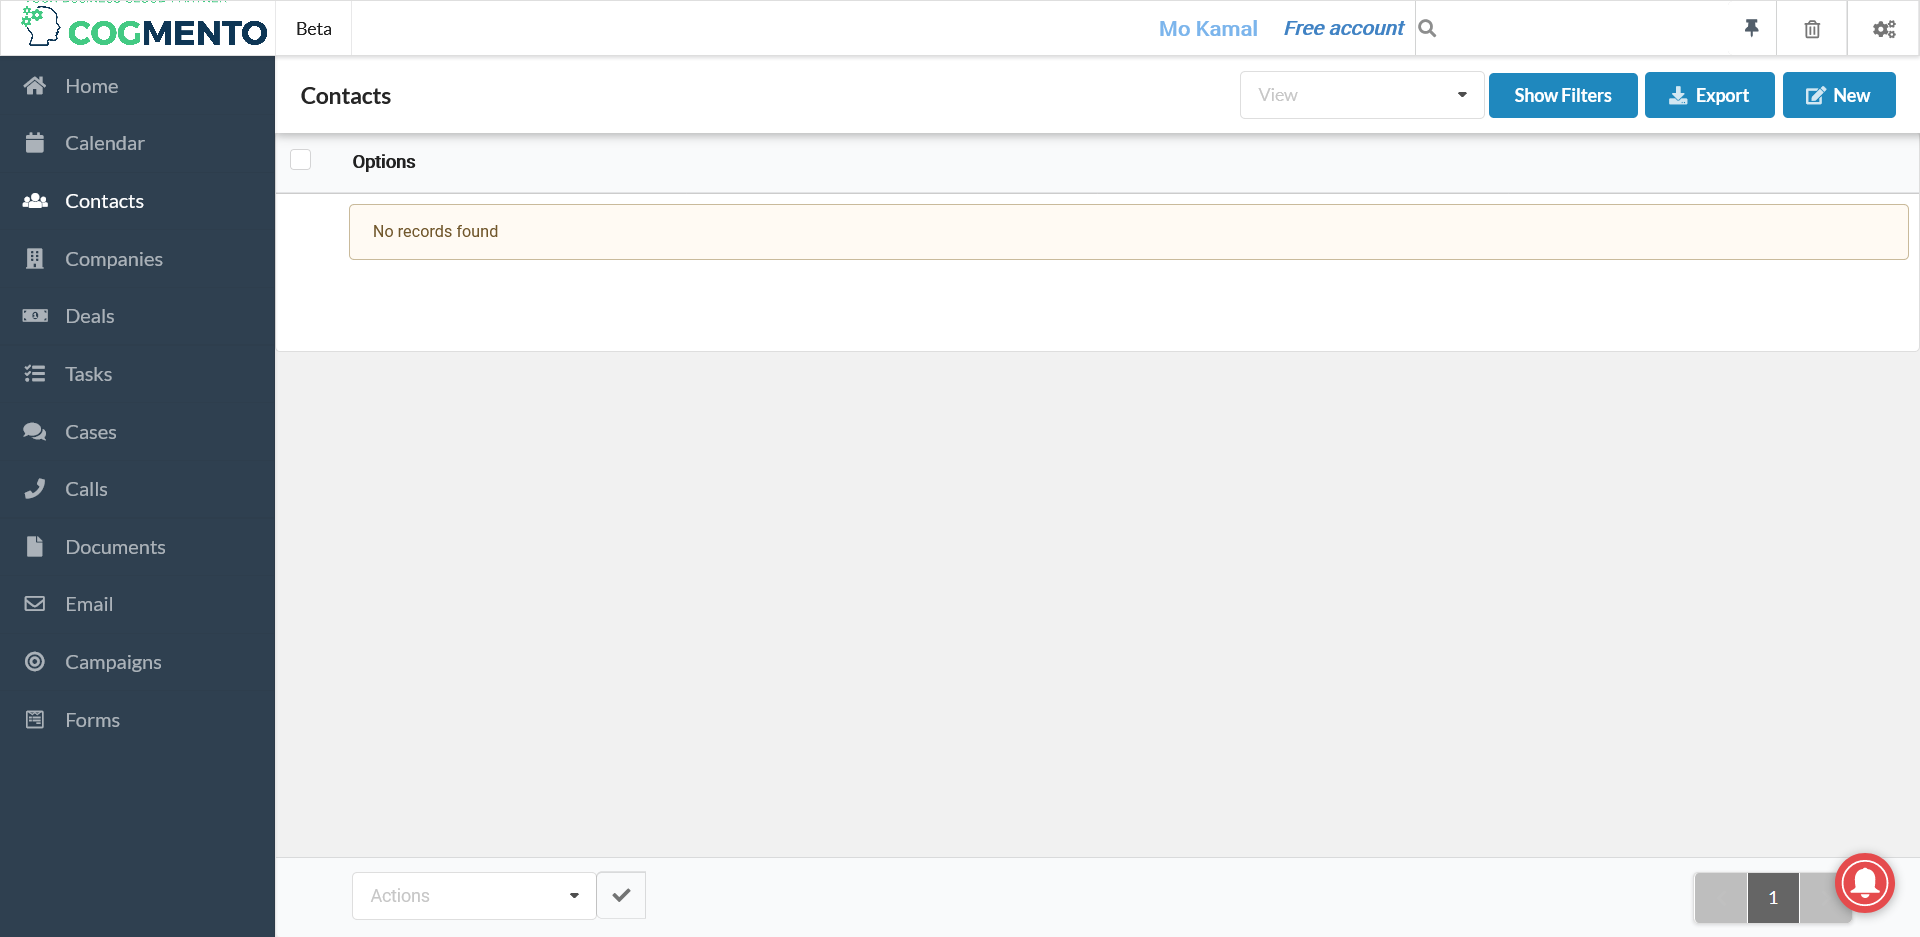 COGMENTO
Beta
Mo Kamal
Free account
Home
Calendar
Contacts
Companies
Deals
Tasks
Cases
Calls
Documents
Email
Campaigns
Forms
Contacts
View
Show Filters
Export
New
Options
No records found
Actions
1